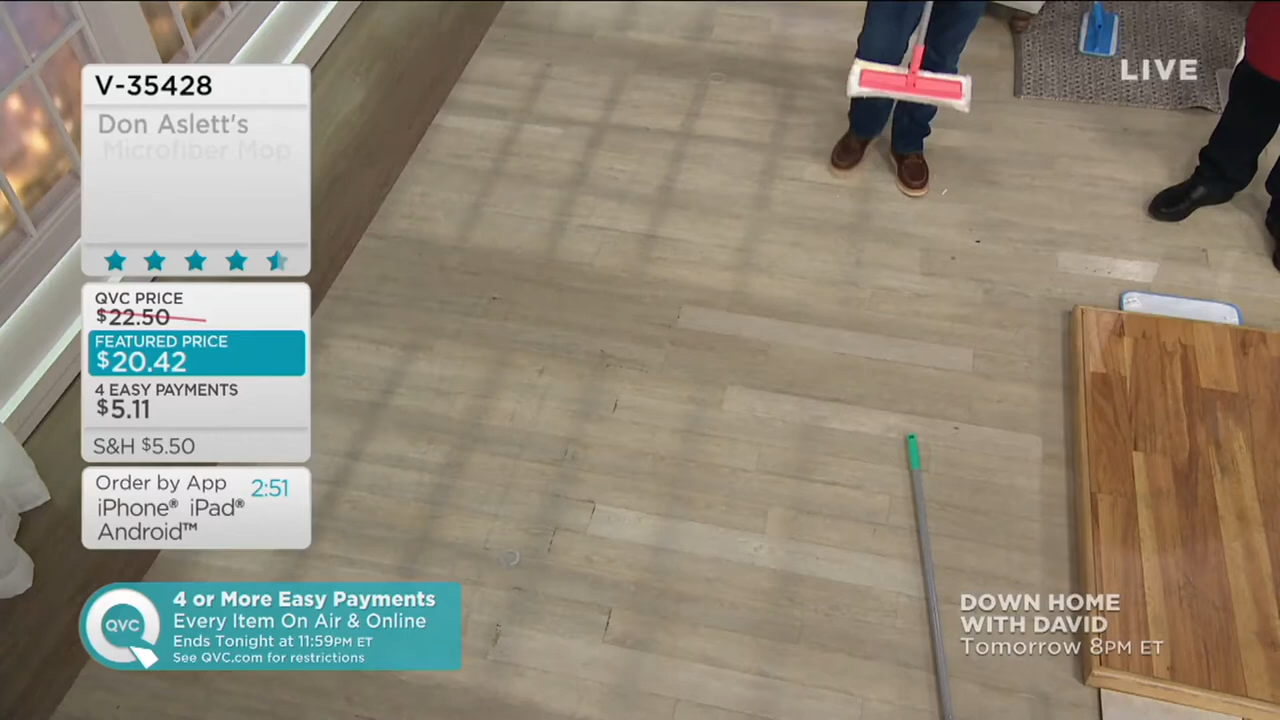 V-35428
Don Aslett's
Microfiber Mop
QVC PRICE
$22.50
FEATURED PRICE
$20.42
4 EASY PAYMENTS
$5.11
S&H $5.50
Order by App 2:51
iPhone® iPad®
Android™
QVC
4 or More Easy Payments
Every Item On Air & Online
Ends Tonight at 11:59PM ET
See QVC.com for restrictions
LIVE
DOWN HOME
WITH DAVID
Tomorrow 8PM ET